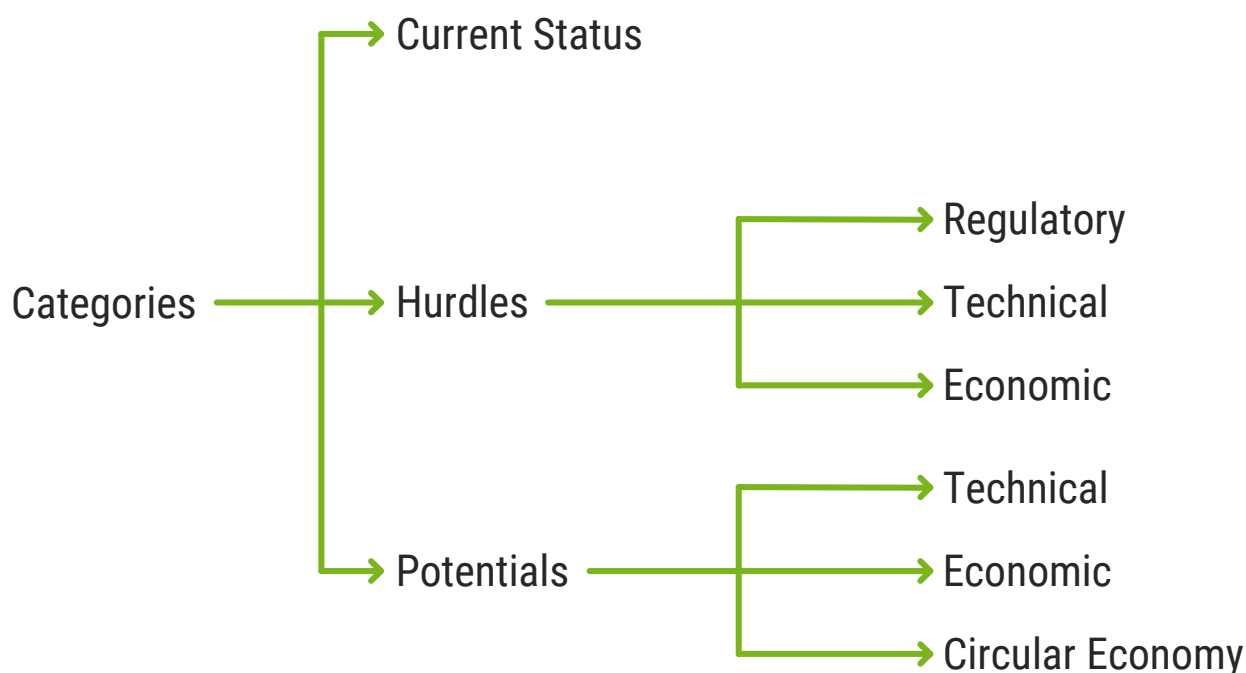 Current Status
Categories
Hurdles
Regulatory
Technical
Economic
Potentials
Technical
Economic
Circular Economy